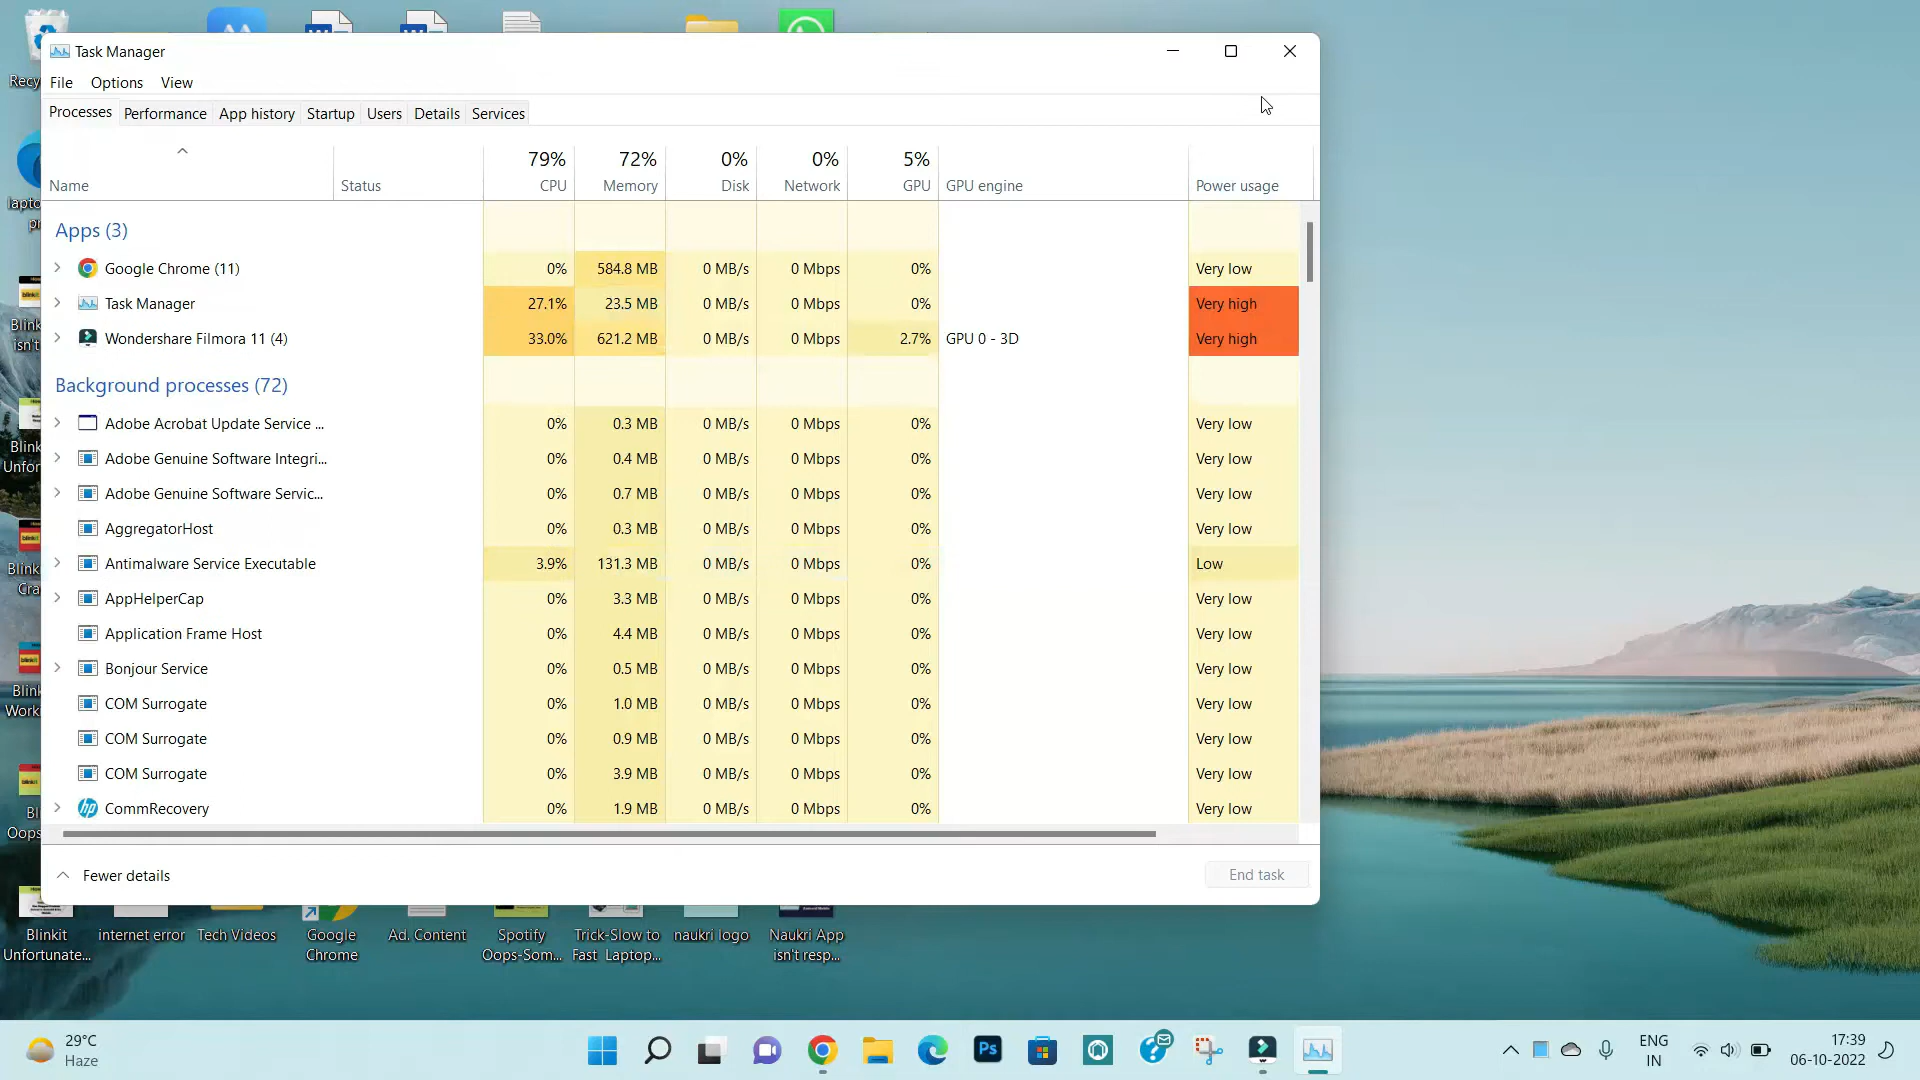 Task Manager
File Options View
Processes Performance App history Startup Users Details Services
79% 72% 0% 0% 5%
Name Status CPU Memory Disk Network GPU GPU engine Power usage
Apps (3)
Google Chrome (11) 0% 584.8 MB 0 MB/s 0 Mbps 0% Very low
Task Manager 27.1% 23.5 MB 0 MB/s 0 Mbps 0% Very high
Wondershare Filmora 11 (4) 33.0% 621.2 MB 0 MB/s 0 Mbps 2.7% GPU 0 - 3D Very high
Background processes (72)
Adobe Acrobat Update Service ... 0% 0.3 MB 0 MB/s 0 Mbps 0% Very low
Adobe Genuine Software Integri... 0% 0.4 MB 0 MB/s 0 Mbps 0% Very low
Adobe Genuine Software Servic... 0% 0.7 MB 0 MB/s 0 Mbps 0% Very low
AggregatorHost 0% 0.3 MB 0 MB/s 0 Mbps 0% Very low
Antimalware Service Executable 3.9% 131.3 MB 0 MB/s 0 Mbps 0% Low
AppHelperCap 0% 3.3 MB 0 MB/s 0 Mbps 0% Very low
Application Frame Host 0% 4.4 MB 0 MB/s 0 Mbps 0% Very low
Bonjour Service 0% 0.5 MB 0 MB/s 0 Mbps 0% Very low
COM Surrogate 0% 1.0 MB 0 MB/s 0 Mbps 0% Very low
COM Surrogate 0% 0.9 MB 0 MB/s 0 Mbps 0% Very low
COM Surrogate 0% 3.9 MB 0 MB/s 0 Mbps 0% Very low
CommRecovery 0% 1.9 MB 0 MB/s 0 Mbps 0% Very low
Fewer details End task
Recy
lapto
pr
Blink
isn't
Blink
Unfor
Blink
Cra
Blink
Work
Bl
Oops
Blinkit internet error Tech Videos Google Ad. Content Spotify Trick-Slow to naukri logo Naukri App
Unfortunate... Chrome Oops-Som... Fast Laptop... isn't resp...
29°C
Haze
Ps
ENG
IN
17:39
06-10-2022